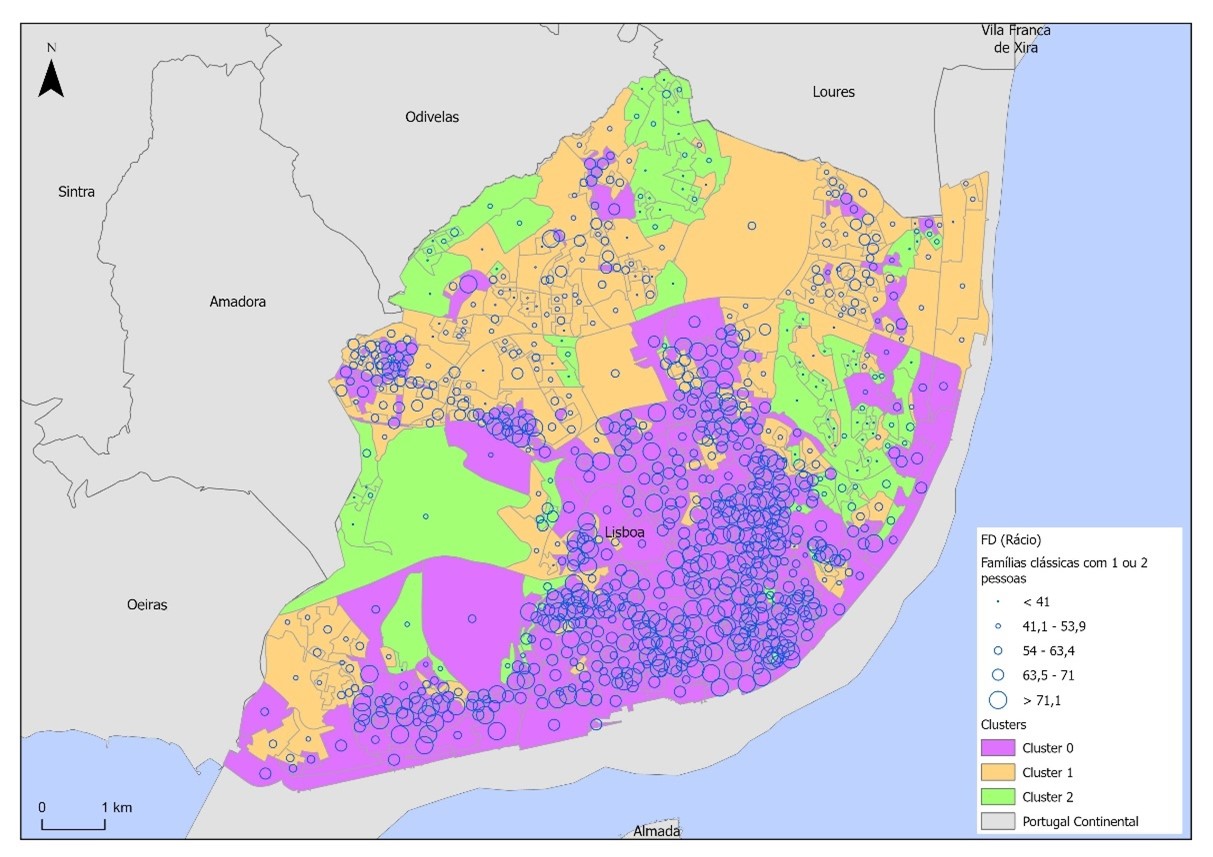 Vila Franca
de Xira
N
Loures
Odivelas
Sintra
Amadora
Lisboa
Oeiras
Almada
0 1 km
FD (Rácio)
Famílias clássicas com 1 ou 2
pessoas
< 41
41,1 - 53,9
54 - 63,4
63,5 - 71
> 71,1
Clusters
Cluster 0
Cluster 1
Cluster 2
Portugal Continental